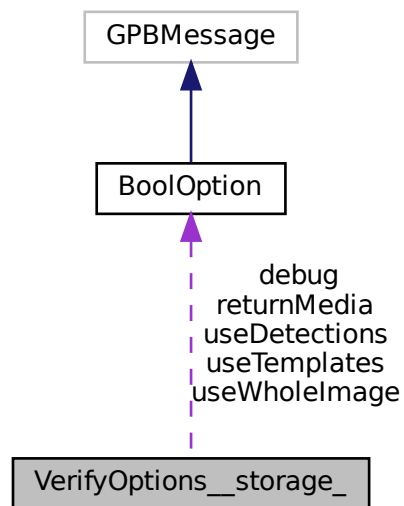 GPBMessage
BoolOption
debug
returnMedia
useDetections
useTemplates
useWholeImage
VerifyOptions__storage_